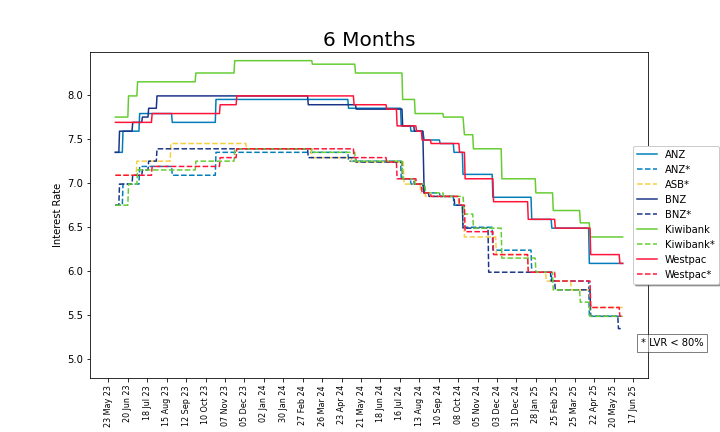 6 Months
Interest Rate
8.0
7.5
7.0
6.5
6.0
5.5
5.0
23 May 23
20 Jun 23
18 Jul 23
15 Aug 23
12 Sep 23
10 Oct 23
07 Nov 23
05 Dec 23
02 Jan 24
30 Jan 24
27 Feb 24
26 Mar 24
23 Apr 24
21 May 24
18 Jun 24
16 Jul 24
13 Aug 24
10 Sep 24
08 Oct 24
05 Nov 24
03 Dec 24
31 Dec 24
28 Jan 25
25 Feb 25
25 Mar 25
22 Apr 25
20 May 25
17 Jun 25
ANZ
ANZ*
ASB*
BNZ
BNZ*
Kiwibank
Kiwibank*
Westpac
Westpac*
* LVR < 80%